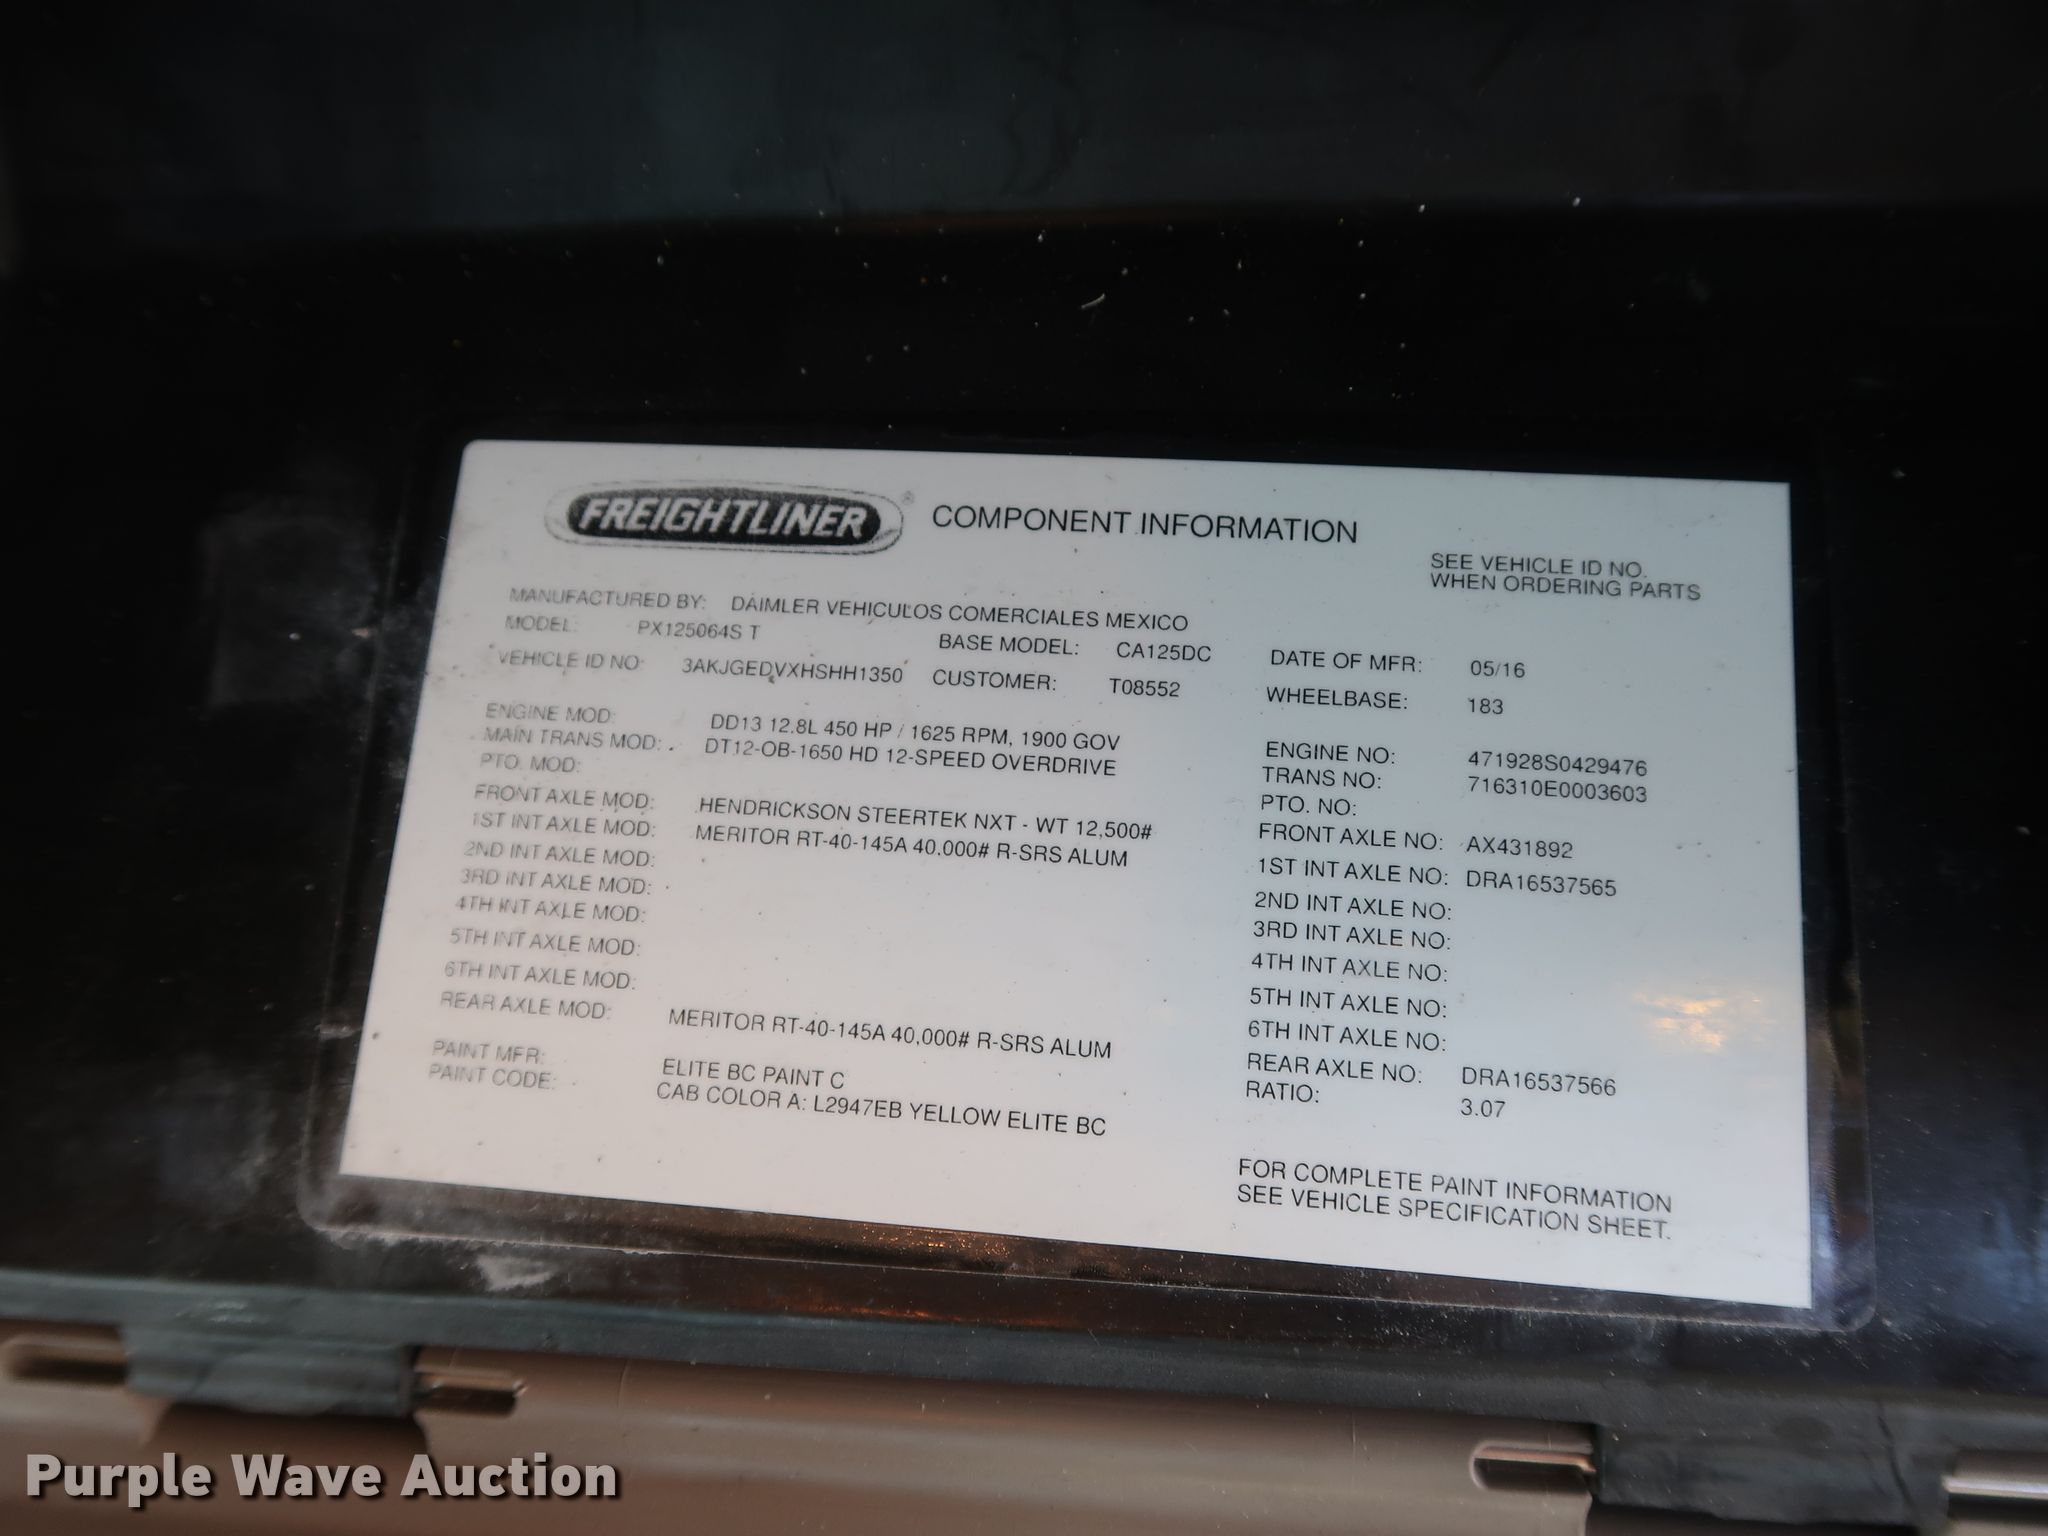 FREIGHTLINER® COMPONENT INFORMATION
SEE VEHICLE ID NO.
WHEN ORDERING PARTS
MANUFACTURED BY: DAIMLER VEHICULOS COMERCIALES MEXICO
MODEL: PX125064S T BASE MODEL: CA125DC DATE OF MFR: 05/16
VEHICLE ID NO: 3AKJGEDVXHSHH1350 CUSTOMER: T08552 WHEELBASE: 183
ENGINE MOD: DD13 12.8L 450 HP / 1625 RPM, 1900 GOV ENGINE NO: 471928S0429476
MAIN TRANS MOD: DT12-OB-1650 HD 12-SPEED OVERDRIVE TRANS NO: 716310E0003603
PTO. MOD: PTO. NO:
FRONT AXLE MOD: HENDRICKSON STEERTEK NXT - WT 12,500# FRONT AXLE NO: AX431892
1ST INT AXLE MOD: MERITOR RT-40-145A 40,000# R-SRS ALUM 1ST INT AXLE NO: DRA16537565
2ND INT AXLE MOD: 2ND INT AXLE NO:
3RD INT AXLE MOD: 3RD INT AXLE NO:
4TH INT AXLE MOD: 4TH INT AXLE NO:
5TH INT AXLE MOD: 5TH INT AXLE NO:
6TH INT AXLE MOD: 6TH INT AXLE NO:
REAR AXLE MOD: MERITOR RT-40-145A 40,000# R-SRS ALUM REAR AXLE NO: DRA16537566
RATIO: 3.07
PAINT MFR: ELITE BC PAINT C
PAINT CODE: CAB COLOR A: L2947EB YELLOW ELITE BC
FOR COMPLETE PAINT INFORMATION
SEE VEHICLE SPECIFICATION SHEET.
Purple Wave Auction